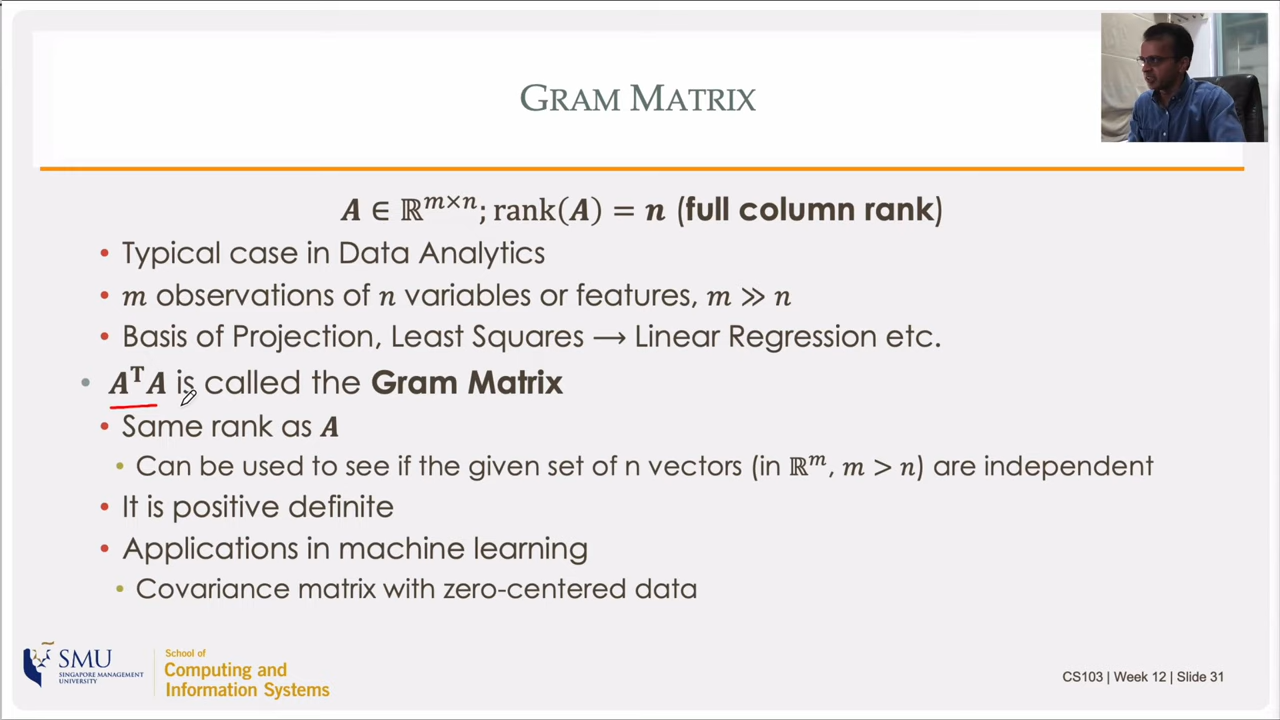 GRAM MATRIX
𝑨 ∈ ℝ^{𝑚×𝑛}; rank(𝑨) = 𝒏 (full column rank)
• Typical case in Data Analytics
• 𝑚 observations of 𝑛 variables or features, 𝑚 ≫ 𝑛
• Basis of Projection, Least Squares ⟶ Linear Regression etc.
• 𝑨ᵀ𝑨 is called the Gram Matrix
• Same rank as 𝑨
• Can be used to see if the given set of n vectors (in ℝ^𝑚, 𝑚 > 𝑛) are independent
• It is positive definite
• Applications in machine learning
• Covariance matrix with zero-centered data
SMU
SINGAPORE MANAGEMENT
UNIVERSITY
School of
Computing and
Information Systems
CS103 | Week 12 | Slide 31